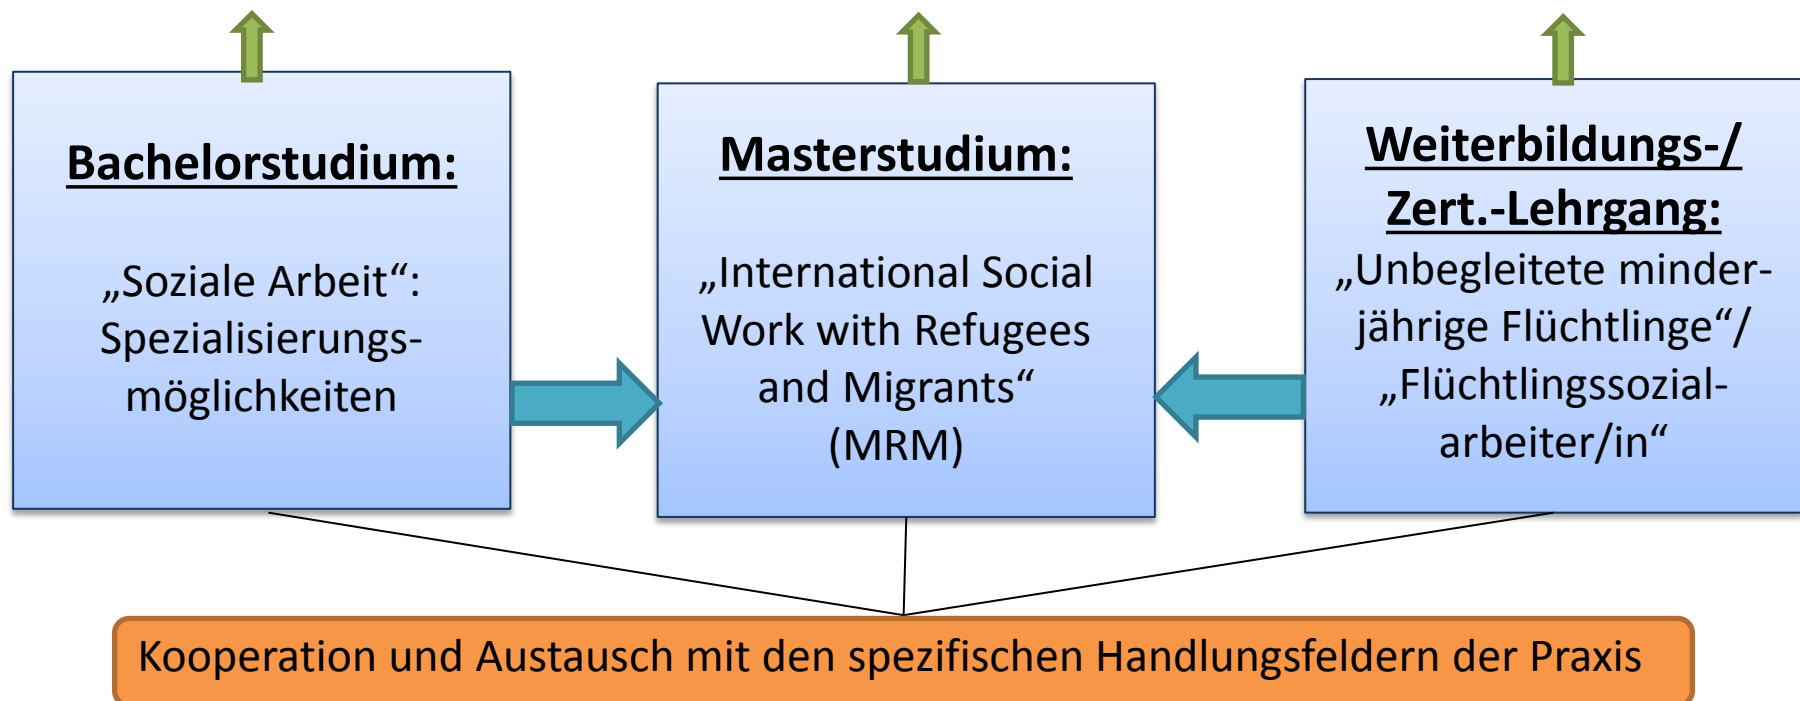 Bachelorstudium:
„Soziale Arbeit“:
Spezialisierungs-
möglichkeiten
Masterstudium:
„International Social
Work with Refugees
and Migrants“
(MRM)
Weiterbildungs-/
Zert.-Lehrgang:
„Unbegleitete minder-
jährige Flüchtlinge“/
„Flüchtlingssozial-
arbeiter/in“
Kooperation und Austausch mit den spezifischen Handlungsfeldern der Praxis